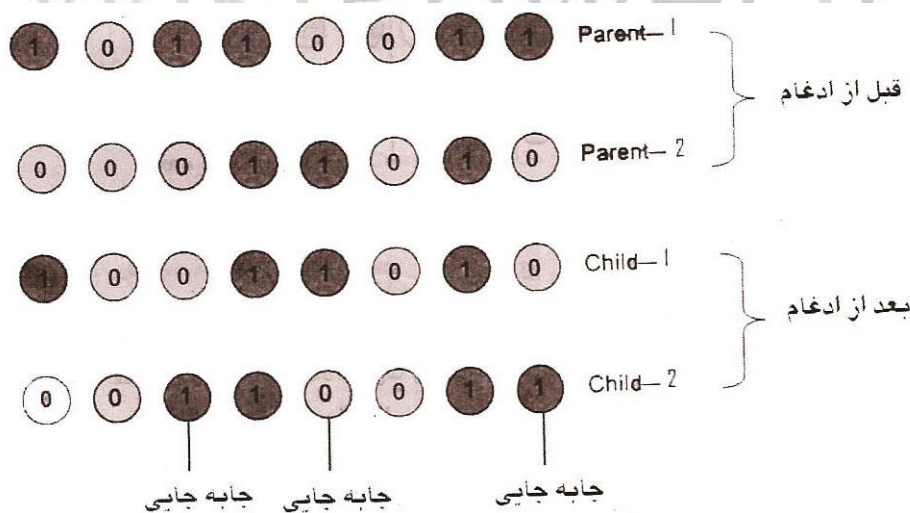 1 0 1 1 0 0 1 1 Parent— 1
قبل از ادغام
0 0 0 1 1 0 1 0 Parent— 2
1 0 0 1 1 0 1 0 Child— 1
بعد از ادغام
0 0 1 1 0 0 1 1 Child— 2
جابه جایی جابه جایی جابه جایی